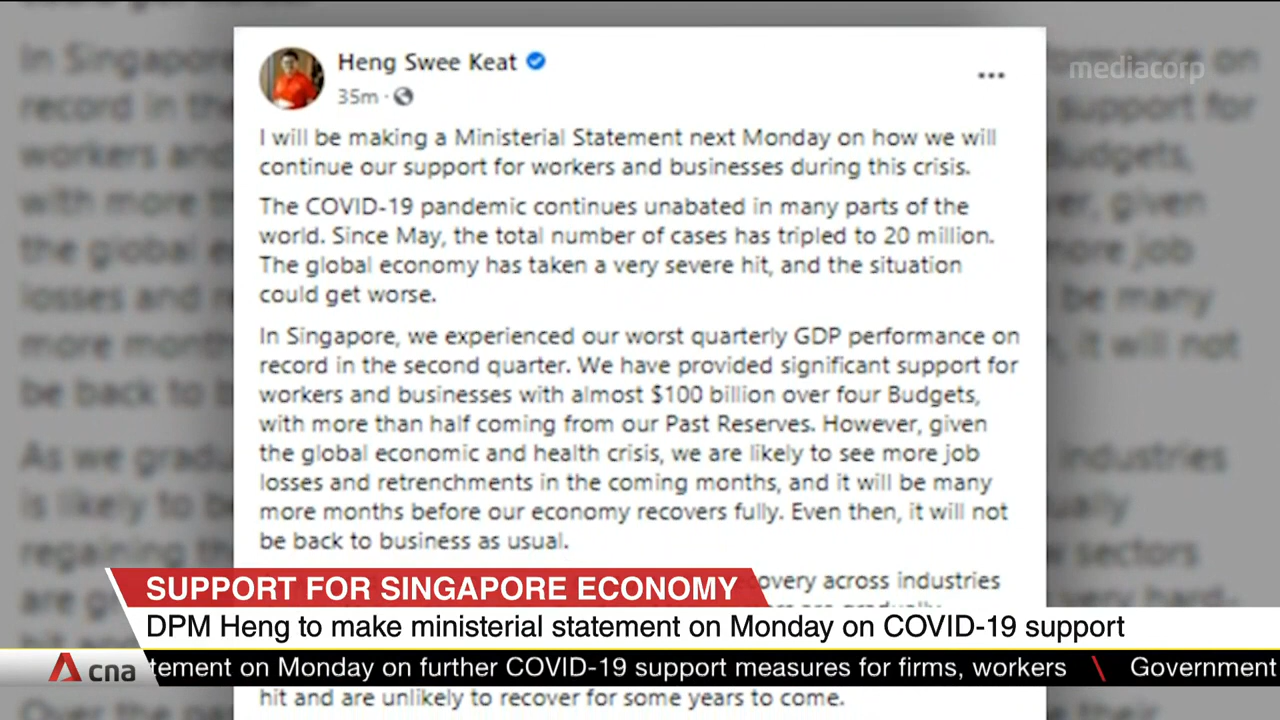 mediacorp
Heng Swee Keat
35m ·
I will be making a Ministerial Statement next Monday on how we will
continue our support for workers and businesses during this crisis.
The COVID-19 pandemic continues unabated in many parts of the
world. Since May, the total number of cases has tripled to 20 million.
The global economy has taken a very severe hit, and the situation
could get worse.
In Singapore, we experienced our worst quarterly GDP performance on
record in the second quarter. We have provided significant support for
workers and businesses with almost $100 billion over four Budgets,
with more than half coming from our Past Reserves. However, given
the global economic and health crisis, we are likely to see more job
losses and retrenchments in the coming months, and it will be many
more months before our economy recovers fully. Even then, it will not
be back to business as usual.
across industries
SUPPORT FOR SINGAPORE ECONOMY
DPM Heng to make ministerial statement on Monday on COVID-19 support
cna
tement on Monday on further COVID-19 support measures for firms, workers \ Government
hit and are unlikely to recover for some years to come.